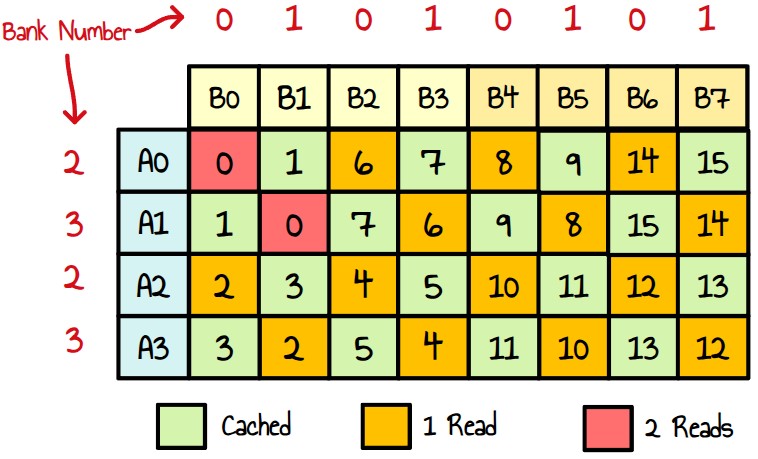 0 1 0 1 0 1 0 1
Bank Number
B0 B1 B2 B3 B4 B5 B6 B7
2 A0 0 1 6 7 8 9 14 15
3 A1 1 0 7 6 9 8 15 14
2 A2 2 3 4 5 10 11 12 13
3 A3 3 2 5 4 11 10 13 12
Cached 1 Read 2 Reads